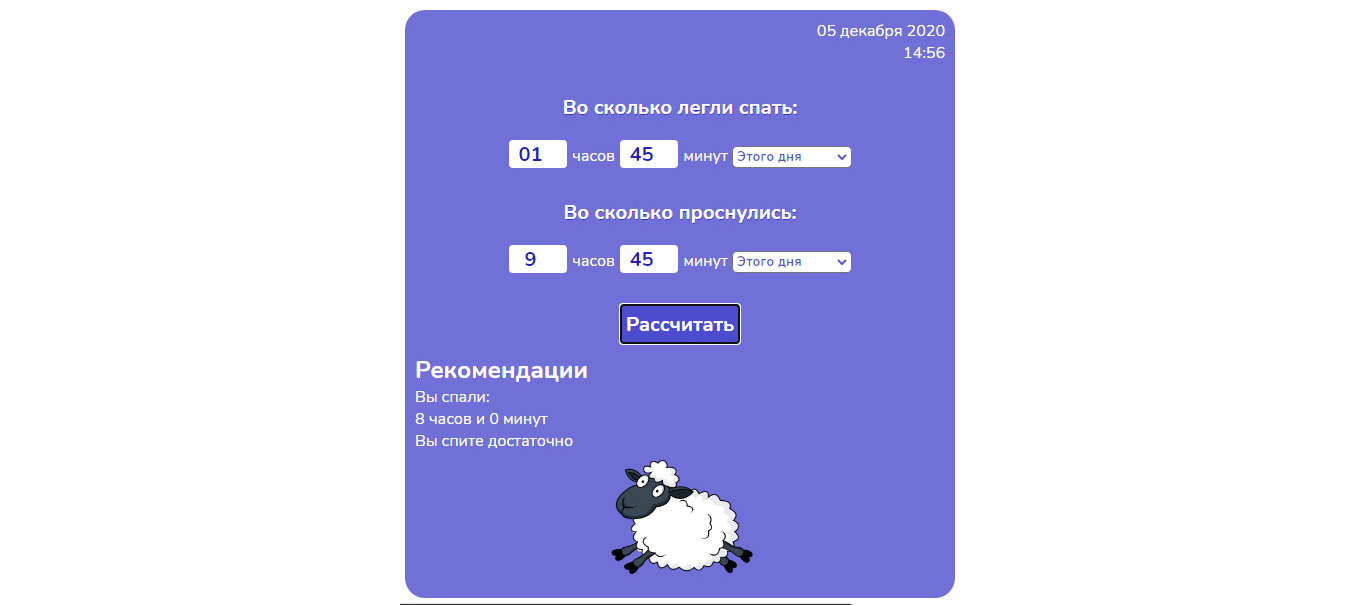 05 декабря 2020
14:56
Во сколько легли спать:
01 часов 45 минут Этого дня
Во сколько проснулись:
9 часов 45 минут Этого дня
Рассчитать
Рекомендации
Вы спали:
8 часов и 0 минут
Вы спите достаточно